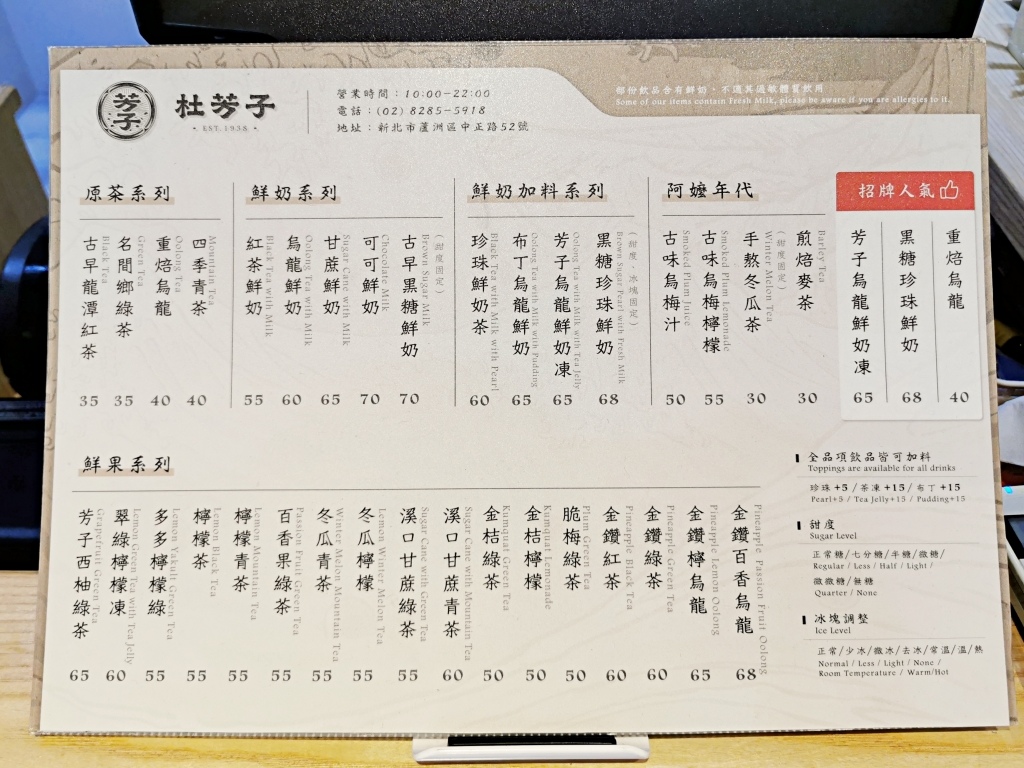 芳子
杜芳子
EST. 1938
營業時間：10:00-22:00
電話：(02) 8285-5918
地址：新北市蘆洲區中正路52號
部份飲品含有鮮奶，不適其過敏體質飲用
Some of our items contain Fresh Milk, please be aware if you are allergies to it.
原茶系列
古早龍潭紅茶
Black Tea
35
名間鄉綠茶
Green Tea
35
重焙烏龍
Oolong Tea
40
四季青茶
Mountain Tea
40
鮮奶系列
紅茶鮮奶
Black Tea with Milk
55
烏龍鮮奶
Oolong Tea with Milk
60
甘蔗鮮奶
Sugar Cane with Milk
65
可可鮮奶
Chocolate Milk
70
古早黑糖鮮奶
Brown Sugar Milk
(甜度固定)
70
鮮奶加料系列
珍珠鮮奶茶
Black Tea with Milk with Pearl
60
布丁烏龍鮮奶
Oolong Tea with Milk with Pudding
65
芳子烏龍鮮奶凍
Oolong Tea with Milk with Tea Jelly
65
黑糖珍珠鮮奶
Brown Sugar Pearl with Fresh Milk
(甜度、冰塊固定)
68
阿嬤年代
古味烏梅汁
Smoked Plum Juice
50
古味烏梅檸檬
Smoked Plum Lemonade
55
手熬冬瓜茶
Winter Melon Tea
(甜度固定)
30
煎焙麥茶
Barley Tea
30
招牌人氣
芳子烏龍鮮奶凍
65
黑糖珍珠鮮奶
68
重焙烏龍
40
鮮果系列
芳子西柚綠茶
Grapefruit Green Tea
65
翠綠檸檬凍
Lemon Green Tea with Tea Jelly
60
多多檸檬綠
Lemon Yakult Green Tea
55
檸檬茶
Lemon Black Tea
55
檸檬青茶
Lemon Mountain Tea
55
百香果綠茶
Passion Fruit Green Tea
55
冬瓜青茶
Winter Melon Mountain Tea
55
冬瓜檸檬
Lemon Winter Melon Tea
55
溪口甘蔗綠茶
Sugar Cane with Green Tea
55
溪口甘蔗青茶
Sugar Cane with Mountain Tea
60
金桔綠茶
Kumquat Green Tea
50
金桔檸檬
Kumquat Lemonade
50
脆梅綠茶
Plum Green Tea
50
金鑽紅茶
Pineapple Black Tea
60
金鑽綠茶
Pineapple Green Tea
60
金鑽檸烏龍
Pineapple Lemon Oolong
65
金鑽百香烏龍
Pineapple Passion Fruit Oolong
68
全品項飲品皆可加料
Toppings are available for all drinks
珍珠+5 / 茶凍+15 / 布丁+15
Pearl+5 / Tea Jelly+15 / Pudding+15
甜度
Sugar Level
正常糖/七分糖/半糖/微糖/
Regular / Less / Half / Light /
微微糖/無糖
Quarter / None
冰塊調整
Ice Level
正常/少冰/微冰/去冰/常溫/溫/熱
Normal / Less / Light / None /
Room Temperature / Warm/Hot